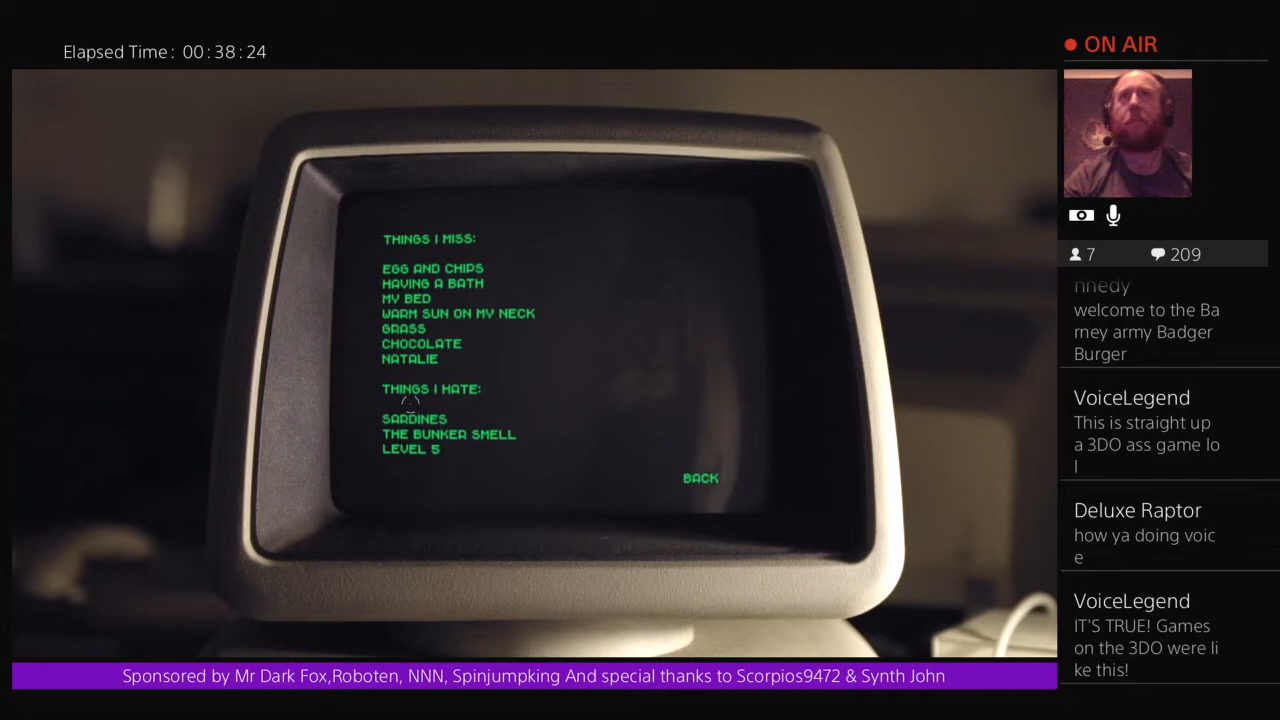 Elapsed Time: 00:38:24
ON AIR
7
209
THINGS I MISS:
EGG AND CHIPS
HAVING A BATH
MY BED
WARM SUN ON MY NECK
GRASS
CHOCOLATE
NATALIE
THINGS I HATE:
SARDINES
THE BUNKER SMELL
LEVEL 5
BACK
nnedy
welcome to the Ba
rney army Badger
Burger
VoiceLegend
This is straight up
a 3DO ass game lo
l
Deluxe Raptor
how ya doing voic
e
VoiceLegend
IT'S TRUE! Games
on the 3DO were li
ke this!
Sponsored by Mr Dark Fox,Roboten, NNN, Spinjumpking And special thanks to Scorpios9472 & Synth John